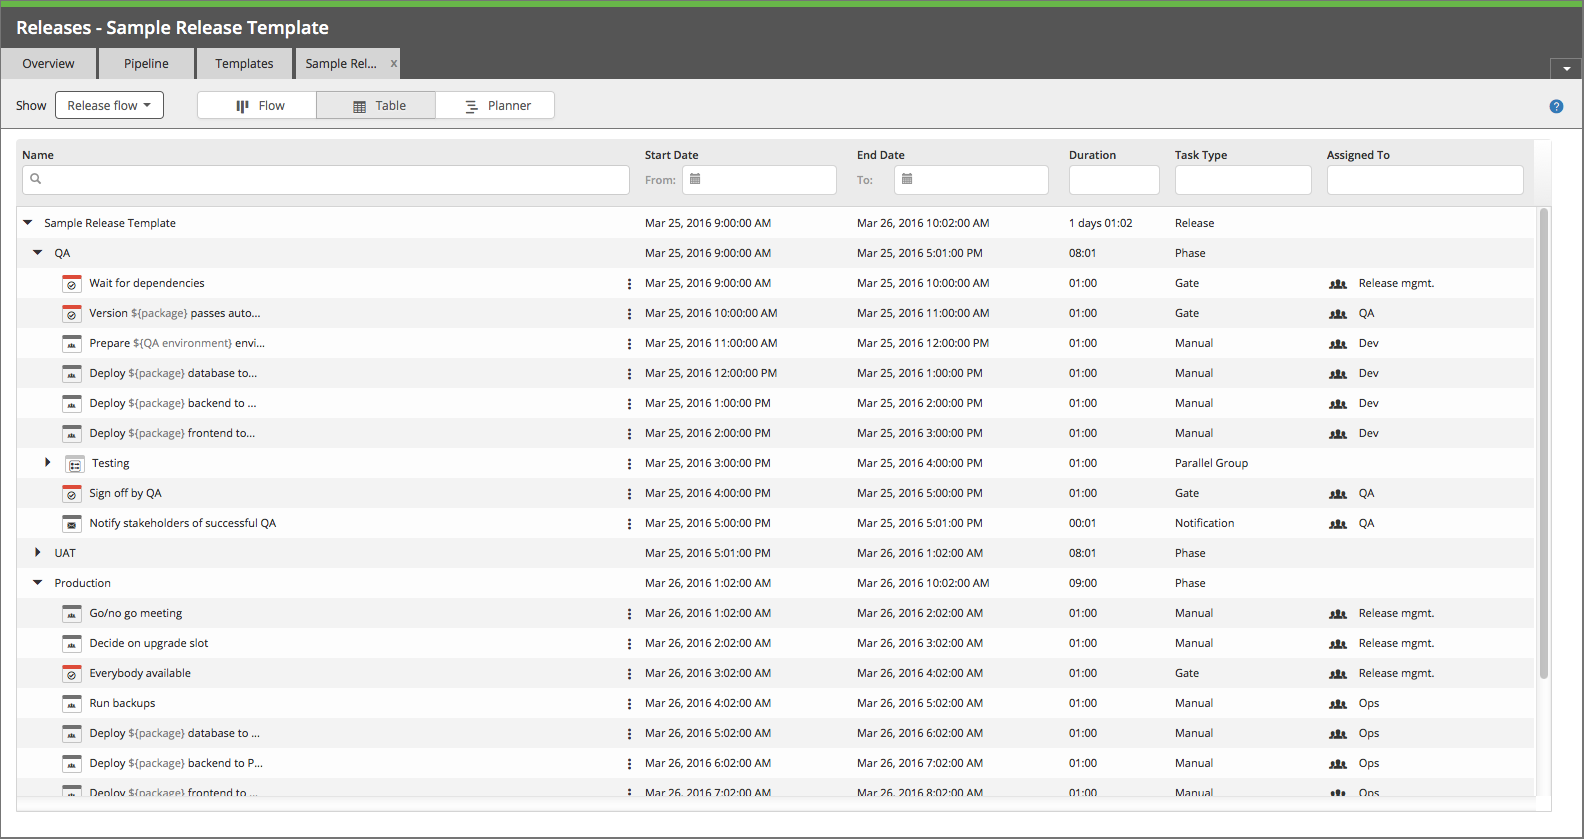 Releases - Sample Release Template
Overview Pipeline Templates Sample Rel... x
Show Release flow Flow Table Planner ?
Name Start Date End Date Duration Task Type Assigned To
From: To:
Sample Release Template Mar 25, 2016 9:00:00 AM Mar 26, 2016 10:02:00 AM 1 days 01:02 Release
QA Mar 25, 2016 9:00:00 AM Mar 25, 2016 5:01:00 PM 08:01 Phase
Wait for dependencies Mar 25, 2016 9:00:00 AM Mar 25, 2016 10:00:00 AM 01:00 Gate Release mgmt.
Version ${package} passes auto... Mar 25, 2016 10:00:00 AM Mar 25, 2016 11:00:00 AM 01:00 Gate QA
Prepare ${QA environment} envi... Mar 25, 2016 11:00:00 AM Mar 25, 2016 12:00:00 PM 01:00 Manual Dev
Deploy ${package} database to... Mar 25, 2016 12:00:00 PM Mar 25, 2016 1:00:00 PM 01:00 Manual Dev
Deploy ${package} backend to ... Mar 25, 2016 1:00:00 PM Mar 25, 2016 2:00:00 PM 01:00 Manual Dev
Deploy ${package} frontend to... Mar 25, 2016 2:00:00 PM Mar 25, 2016 3:00:00 PM 01:00 Manual Dev
Testing Mar 25, 2016 3:00:00 PM Mar 25, 2016 4:00:00 PM 01:00 Parallel Group
Sign off by QA Mar 25, 2016 4:00:00 PM Mar 25, 2016 5:00:00 PM 01:00 Gate QA
Notify stakeholders of successful QA Mar 25, 2016 5:00:00 PM Mar 25, 2016 5:01:00 PM 00:01 Notification QA
UAT Mar 25, 2016 5:01:00 PM Mar 26, 2016 1:02:00 AM 08:01 Phase
Production Mar 26, 2016 1:02:00 AM Mar 26, 2016 10:02:00 AM 09:00 Phase
Go/no go meeting Mar 26, 2016 1:02:00 AM Mar 26, 2016 2:02:00 AM 01:00 Manual Release mgmt.
Decide on upgrade slot Mar 26, 2016 2:02:00 AM Mar 26, 2016 3:02:00 AM 01:00 Manual Release mgmt.
Everybody available Mar 26, 2016 3:02:00 AM Mar 26, 2016 4:02:00 AM 01:00 Gate Release mgmt.
Run backups Mar 26, 2016 4:02:00 AM Mar 26, 2016 5:02:00 AM 01:00 Manual Ops
Deploy ${package} database to ... Mar 26, 2016 5:02:00 AM Mar 26, 2016 6:02:00 AM 01:00 Manual Ops
Deploy ${package} backend to P... Mar 26, 2016 6:02:00 AM Mar 26, 2016 7:02:00 AM 01:00 Manual Ops
Deploy ${package} frontend to ... Mar 26, 2016 7:02:00 AM Mar 26, 2016 8:02:00 AM 01:00 Manual Ops